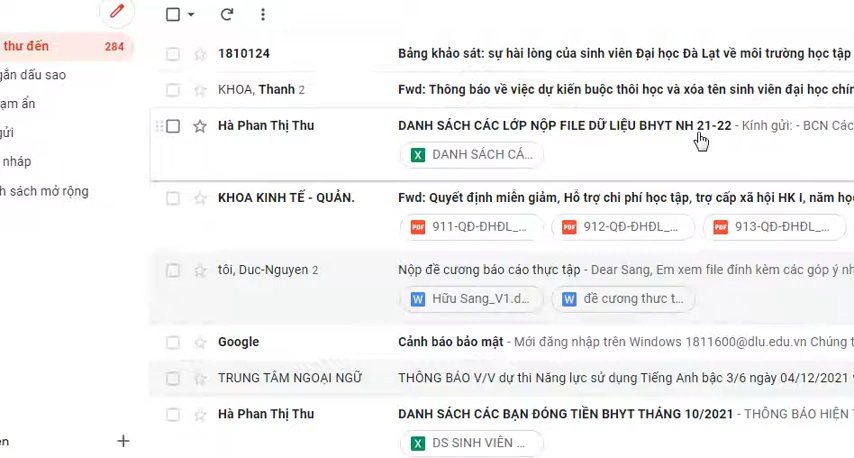 thư đến 284
gắn dấu sao
ạm ẩn
gửi
nháp
h sách mở rộng
1810124 Bảng khảo sát: sự hài lòng của sinh viên Đại học Đà Lạt về môi trường học tập
KHOA, Thanh 2 Fwd: Thông báo về việc dự kiến buộc thôi học và xóa tên sinh viên đại học chín
Hà Phan Thị Thu DANH SÁCH CÁC LỚP NỘP FILE DỮ LIỆU BHYT NH 21-22 - Kính gửi: - BCN Các
X DANH SÁCH CÁ...
KHOA KINH TẾ - QUẢN. Fwd: Quyết định miễn giảm, Hỗ trợ chi phí học tập, trợ cấp xã hội HK I, năm họ
PDF 911-QĐ-ĐHĐL_... PDF 912-QĐ-ĐHĐL_... PDF 913-QĐ-ĐHĐL_...
tôi, Duc-Nguyen 2 Nộp đề cương báo cáo thực tập - Dear Sang, Em xem file đính kèm các góp ý nh
W Hữu Sang_V1.d... W đề cương thực t...
Google Cảnh báo bảo mật - Mới đăng nhập trên Windows 1811600@dlu.edu.vn Chúng t
TRUNG TÂM NGOẠI NGỮ THÔNG BÁO V/V dự thi Năng lực sử dụng Tiếng Anh bậc 3/6 ngày 04/12/2021
Hà Phan Thị Thu DANH SÁCH CÁC BẠN ĐÓNG TIỀN BHYT THÁNG 10/2021 - THÔNG BÁO HIỆN T
X DS SINH VIÊN ...
ên +